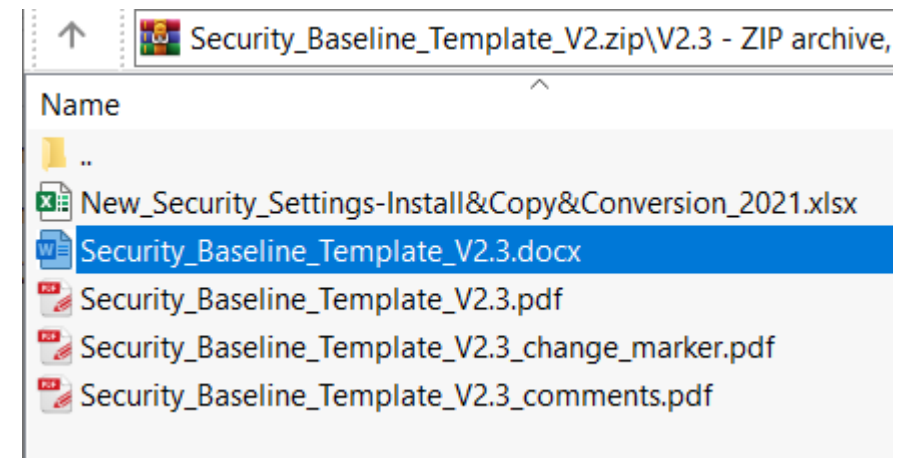 Security_Baseline_Template_V2.zip\V2.3 - ZIP archive,
Name
..
New_Security_Settings-Install&Copy&Conversion_2021.xlsx
Security_Baseline_Template_V2.3.docx
Security_Baseline_Template_V2.3.pdf
Security_Baseline_Template_V2.3_change_marker.pdf
Security_Baseline_Template_V2.3_comments.pdf